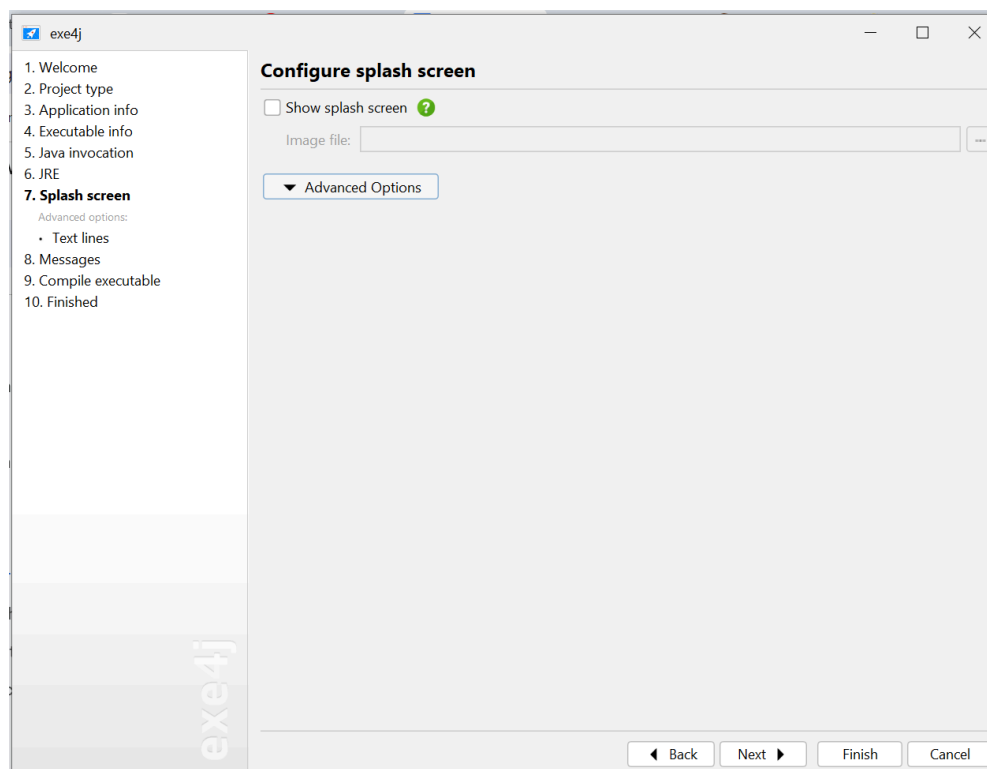 exe4j
1. Welcome
2. Project type
3. Application info
4. Executable info
5. Java invocation
6. JRE
7. Splash screen
Advanced options:
• Text lines
8. Messages
9. Compile executable
10. Finished
exe4j
Configure splash screen
Show splash screen ?
Image file:
...
Advanced Options
Back
Next
Finish
Cancel